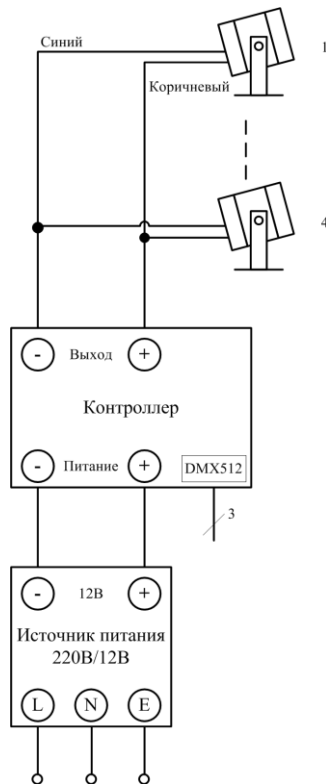 Синий
1
Коричневый
4
- Выход +
Контроллер
- Питание + DMX512
3
- 12В +
Источник питания
220В/12В
L N E